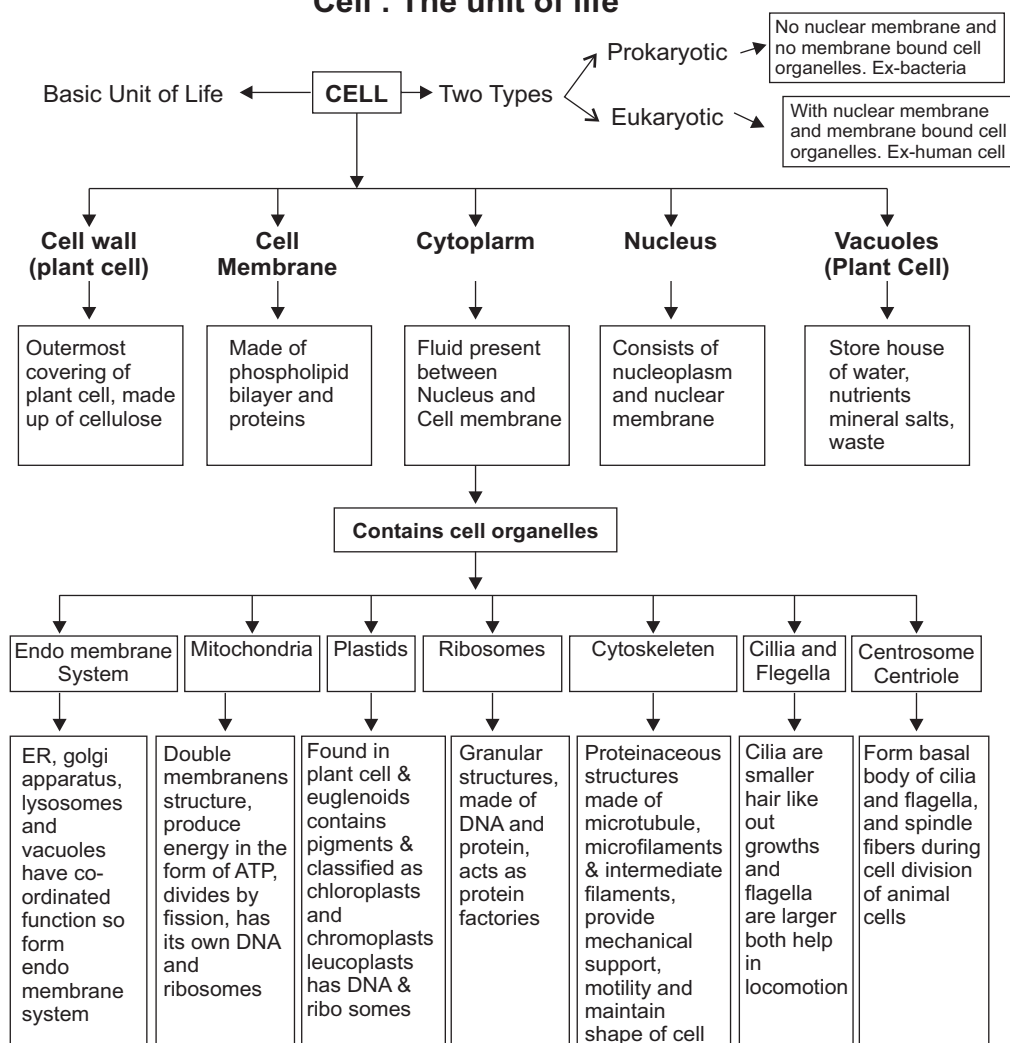 Cell : The unit of life
No nuclear membrane and
no membrane bound cell
organelles. Ex-bacteria
Prokaryotic
Basic Unit of Life
CELL
Two Types
Eukaryotic
With nuclear membrane
and membrane bound cell
organelles. Ex-human cell
Cell wall
(plant cell)
Cell
Membrane
Cytoplarm
Nucleus
Vacuoles
(Plant Cell)
Outermost
covering of
plant cell, made
up of cellulose
Made of
phospholipid
bilayer and
proteins
Fluid present
between
Nucleus and
Cell membrane
Consists of
nucleoplasm
and nuclear
membrane
Store house
of water,
nutrients
mineral salts,
waste
Contains cell organelles
Endo membrane
System
Mitochondria
Plastids
Ribosomes
Cytoskeleten
Cillia and
Flegella
Centrosome
Centriole
ER, golgi
apparatus,
lysosomes
and
vacuoles
have co-
ordinated
function so
form
endo
membrane
system
Double
membranens
structure,
produce
energy in the
form of ATP,
divides by
fission, has
its own DNA
and
ribosomes
Found in
plant cell &
euglenoids
contains
pigments &
classified as
chloroplasts
and
chromoplasts
leucoplasts
has DNA &
ribo somes
Granular
structures,
made of
DNA and
protein,
acts as
protein
factories
Proteinaceous
structures
made of
microtubule,
microfilaments
& intermediate
filaments,
provide
mechanical
support,
motility and
maintain
shape of cell
Cilia are
smaller
hair like
out
growths
and
flagella
are larger
both help
in
locomotion
Form basal
body of cilia
and flagella,
and spindle
fibers during
cell division
of animal
cells